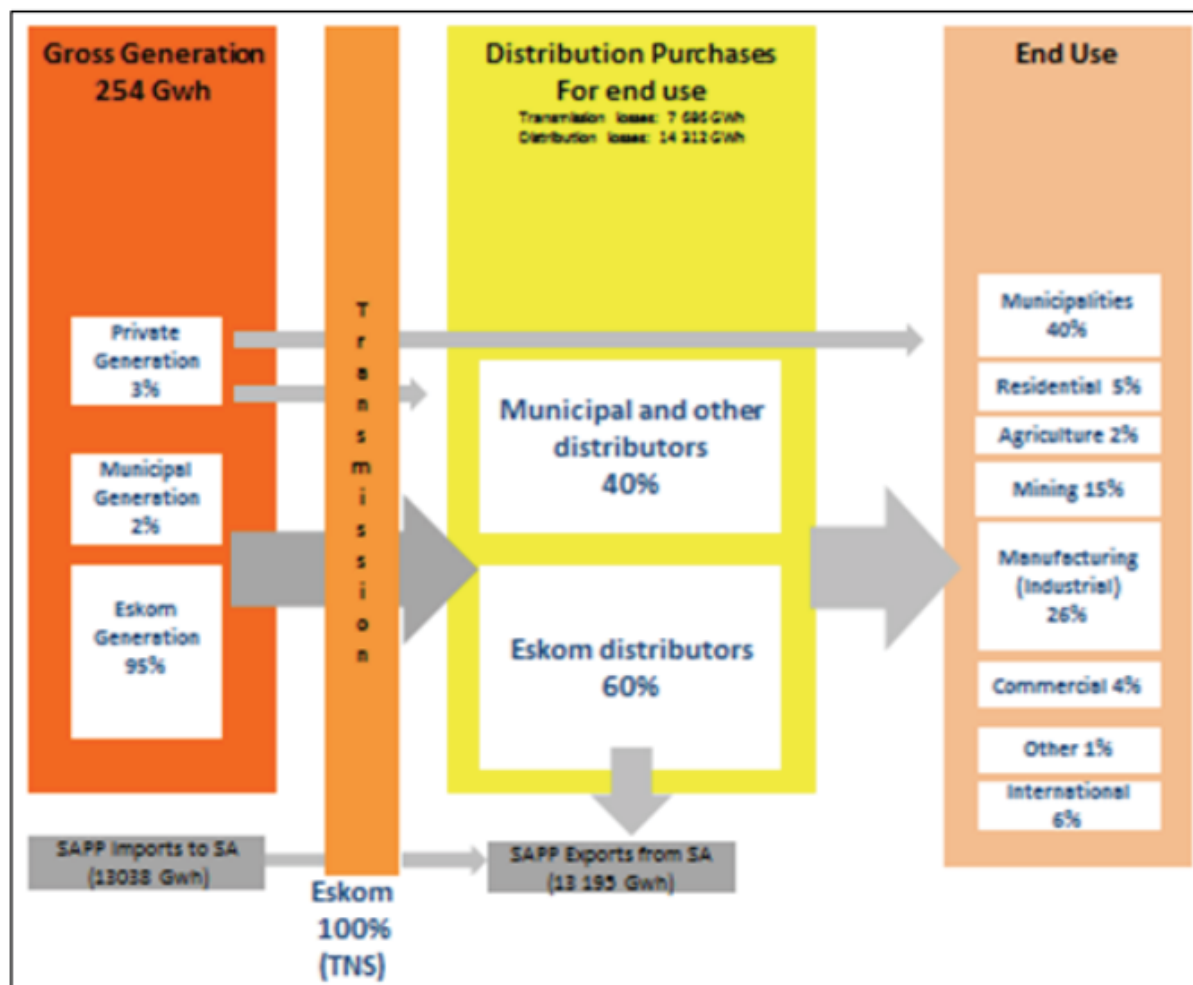 Gross Generation
254 Gwh
Private
Generation
3%
Municipal
Generation
2%
Eskom
Generation
95%
SAPP Imports to SA
(13038 Gwh)
Transmission
Eskom
100%
(TNS)
Distribution Purchases
For end use
Transmission losses: 7 686 GWh
Distribution losses: 14 312 GWh
Municipal and other
distributors
40%
Eskom distributors
60%
SAPP Exports from SA
(13 195 Gwh)
End Use
Municipalities
40%
Residential 5%
Agriculture 2%
Mining 15%
Manufacturing
(Industrial)
26%
Commercial 4%
Other 1%
International
6%